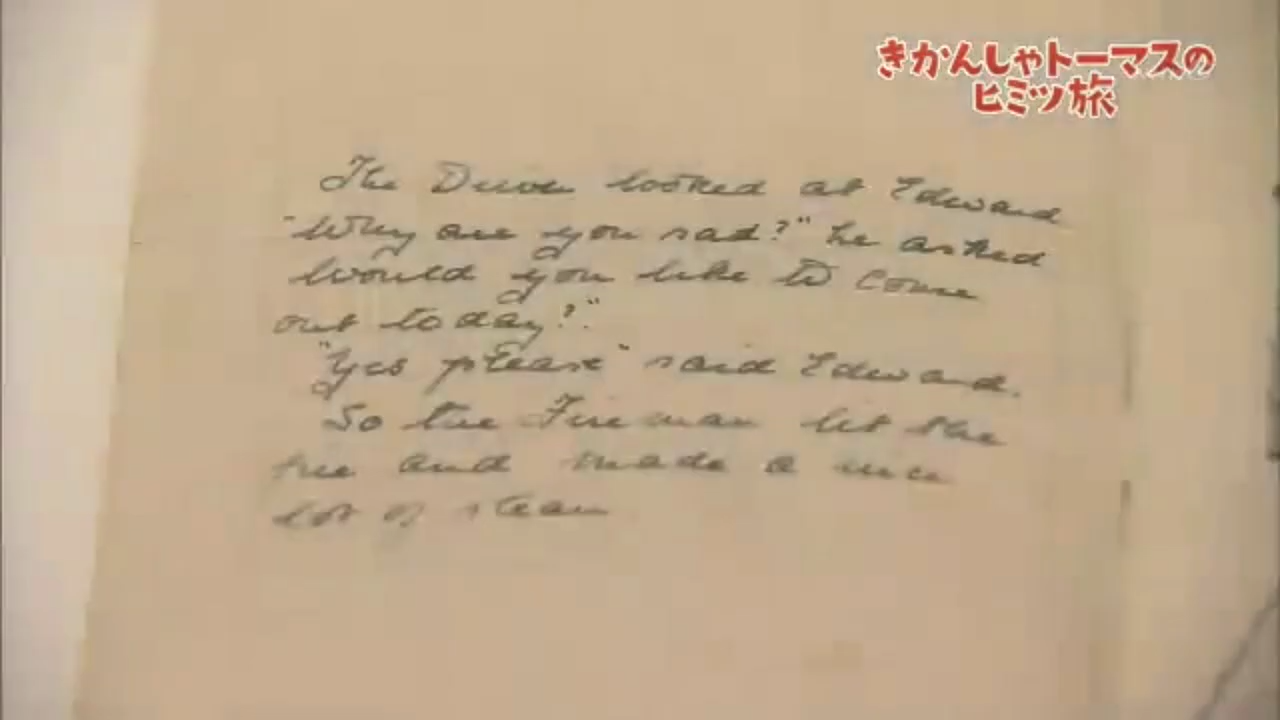 きかんしゃトーマスの
ヒミツ旅
The Driver looked at Edward
"Why are you sad?" he asked
Would you like to come
out today?"
"Yes please" said Edward.
So the Fireman lit the
fire and made a nice
lot of steam